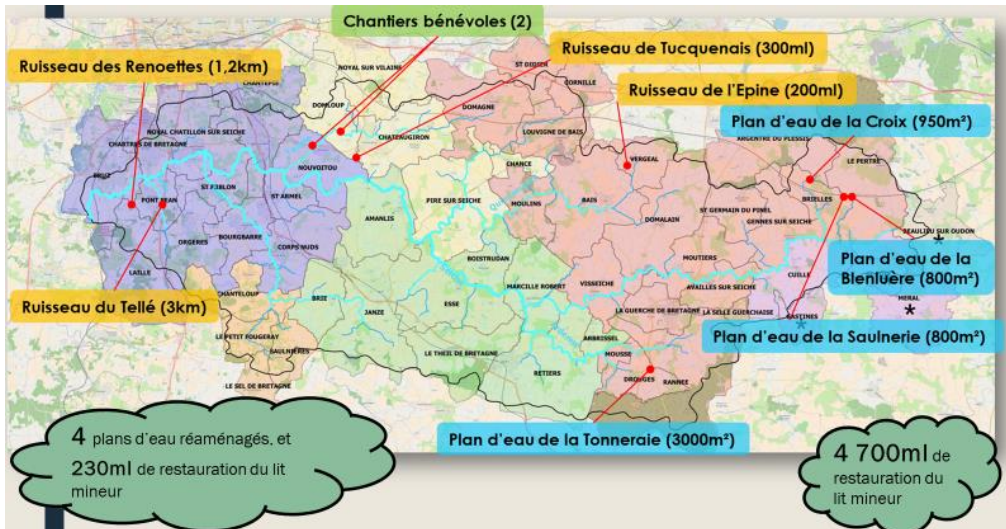 Chantiers bénévoles (2)
Ruisseau des Renoettes (1,2km)
Ruisseau de Tucquenais (300ml)
Ruisseau de l'Epine (200ml)
Plan d'eau de la Croix (950m²)
NOYAL SUR VILAINE
ST DIDIER
CORNILLE
CHANTEPIE
DOMLOUP
DOMAGNE
NOYAL CHATILLON SUR SEICHE
CHATEAUGIRON
LOUVIGNE DE BAIS
ARGENTRE DU PLESSIS
CHARTRES DE BRETAGNE
NOUVOITOU
CHANCE
VERGEAL
LE PERTRE
BRUZ
PONT PEAN
ST ARMEL
PIRE SUR SEICHE
MOULINS
BAIS
BRIELLES
AMANLIS
DOMALAIN
ST GERMAIN DU PINEL
GENNES SUR SEICHE
ORGERES
BOURGBARRE
CORPS NUDS
BEAULIEU SUR OUDON
BOISTRUDAN
MOUTIERS
Plan d'eau de la
Blenluère (800m²)
LAILLE
CUILLE
VISSEICHE
AVAILLES SUR SEICHE
CHANTELOUP
BRIE
MARCILLE ROBERT
MERAL
Ruisseau du Tellé (3km)
JANZE
ESSE
LA GUERCHE DE BRETAGNE
LA SELLE GUERCHAISE
GASTINES
LE PETIT FOUGERAY
SAULNIERES
LE THEIL DE BRETAGNE
ARBRISSEL
MOUSSE
Plan d'eau de la Saulnerie (800m²)
RETIERS
DROUGES
RANNEE
LE SEL DE BRETAGNE
Plan d'eau de la Tonneraie (3000m²)
4 plans d'eau réaménagés, et
230ml de restauration du lit
mineur
4 700ml de
restauration du
lit mineur